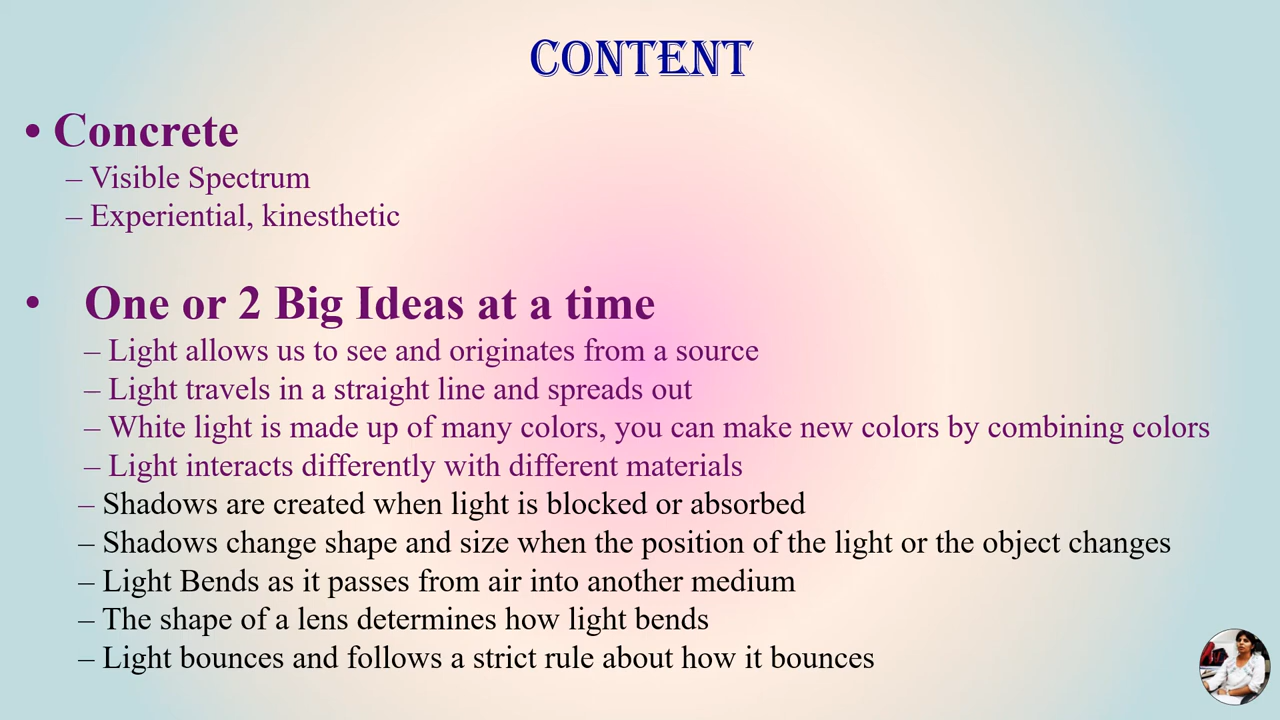 CONTENT
• Concrete
– Visible Spectrum
– Experiential, kinesthetic
• One or 2 Big Ideas at a time
– Light allows us to see and originates from a source
– Light travels in a straight line and spreads out
– White light is made up of many colors, you can make new colors by combining colors
– Light interacts differently with different materials
– Shadows are created when light is blocked or absorbed
– Shadows change shape and size when the position of the light or the object changes
– Light Bends as it passes from air into another medium
– The shape of a lens determines how light bends
– Light bounces and follows a strict rule about how it bounces